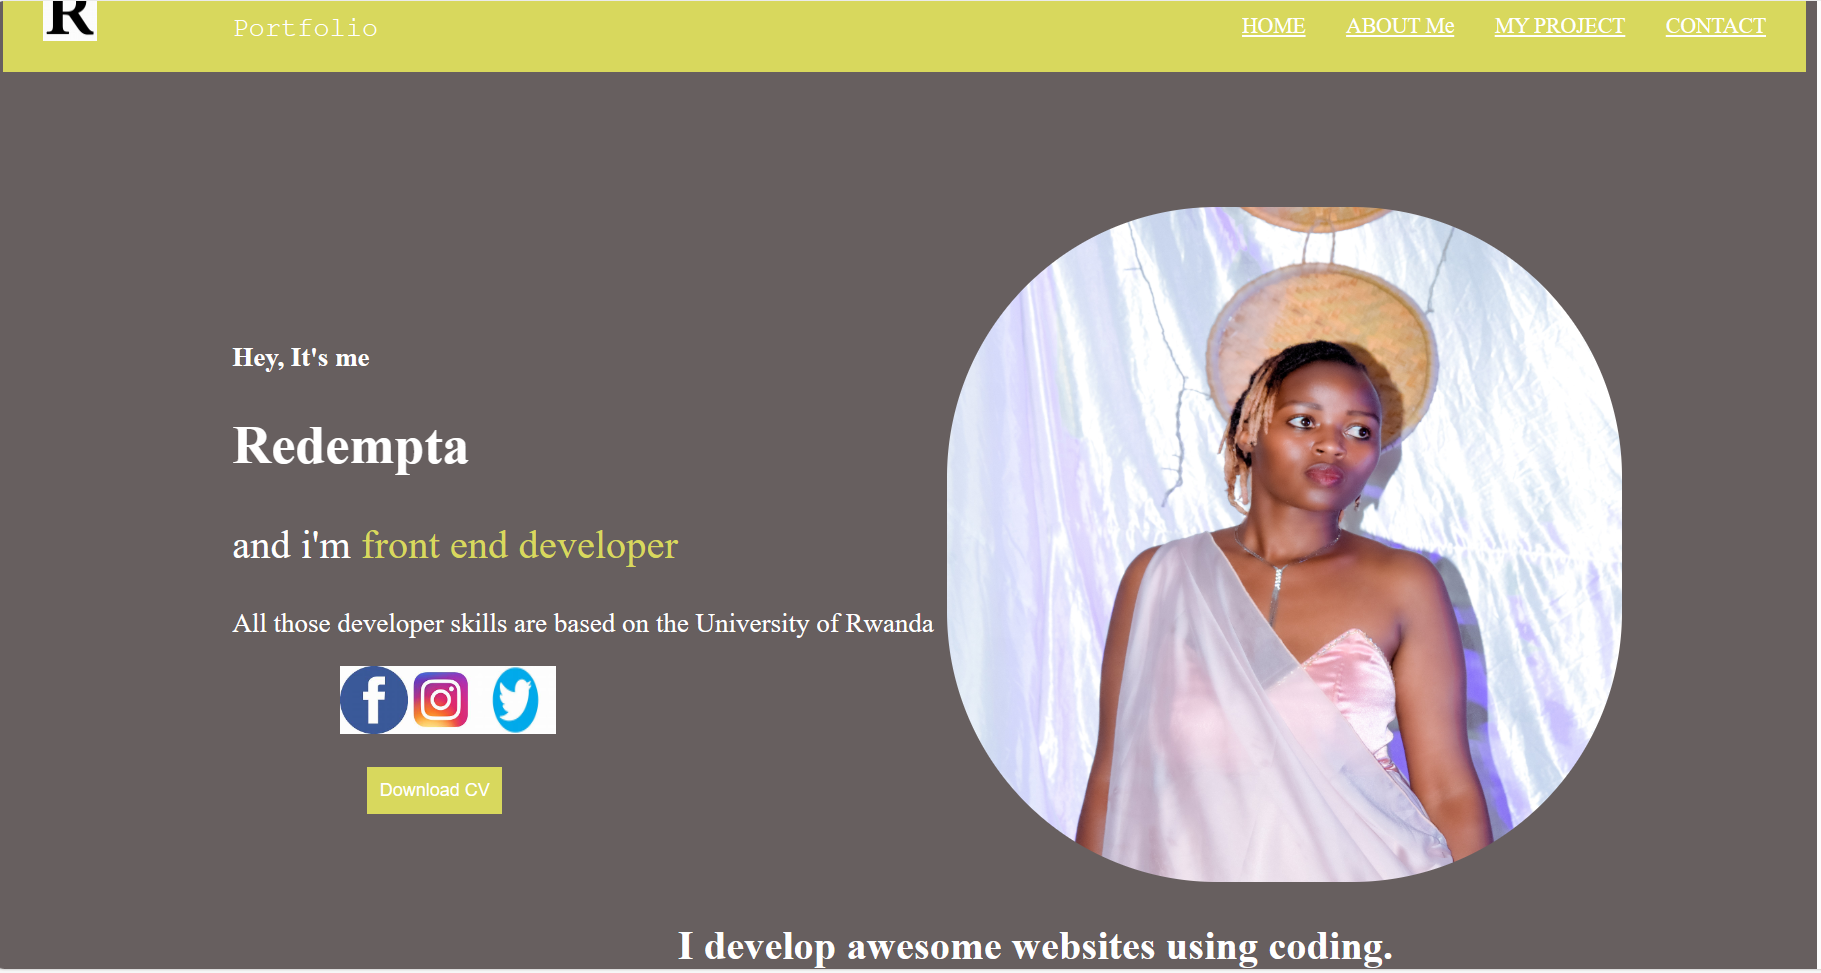 R
Portfolio
HOME ABOUT Me MY PROJECT CONTACT
Hey, It's me
Redempta
and i'm front end developer
All those developer skills are based on the University of Rwanda
Download CV
I develop awesome websites using coding.